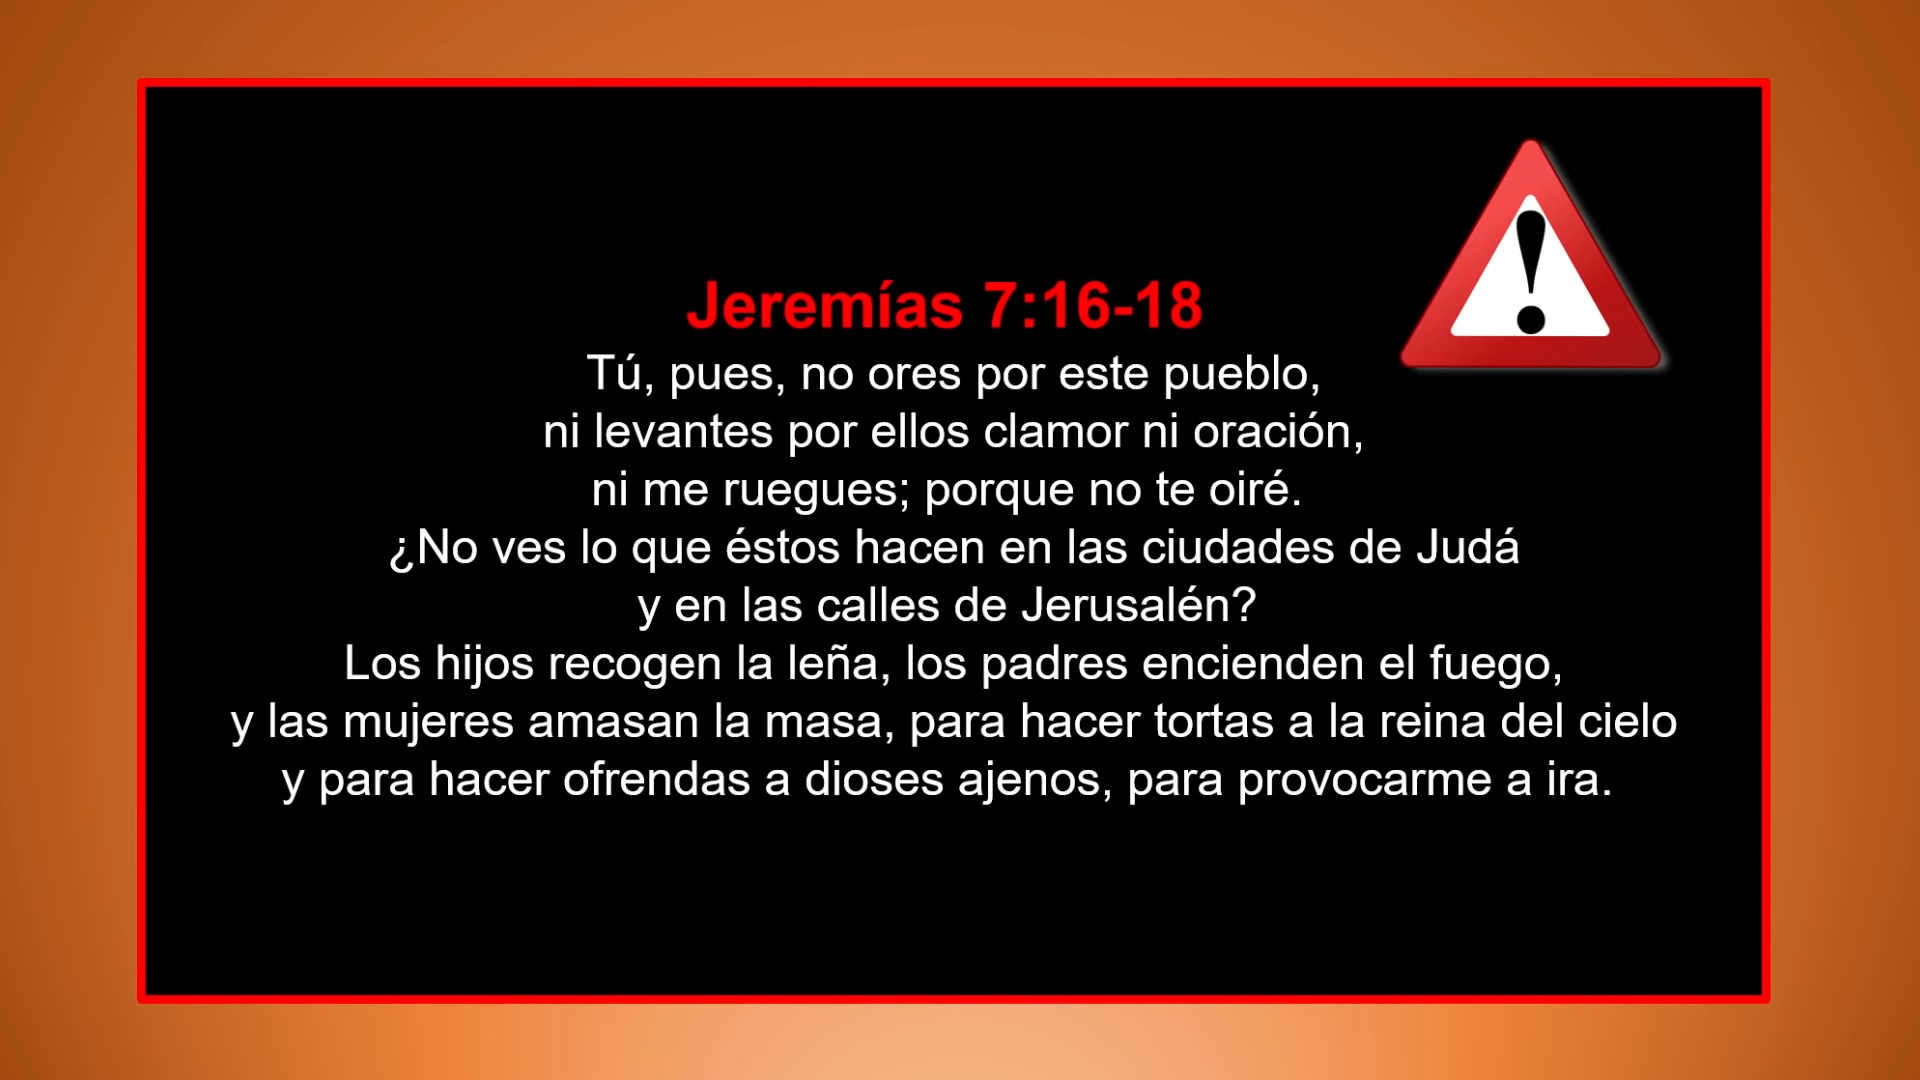 Jeremías 7:16-18
Tú, pues, no ores por este pueblo,
ni levantes por ellos clamor ni oración,
ni me ruegues; porque no te oiré.
¿No ves lo que éstos hacen en las ciudades de Judá
y en las calles de Jerusalén?
Los hijos recogen la leña, los padres encienden el fuego,
y las mujeres amasan la masa, para hacer tortas a la reina del cielo
y para hacer ofrendas a dioses ajenos, para provocarme a ira.